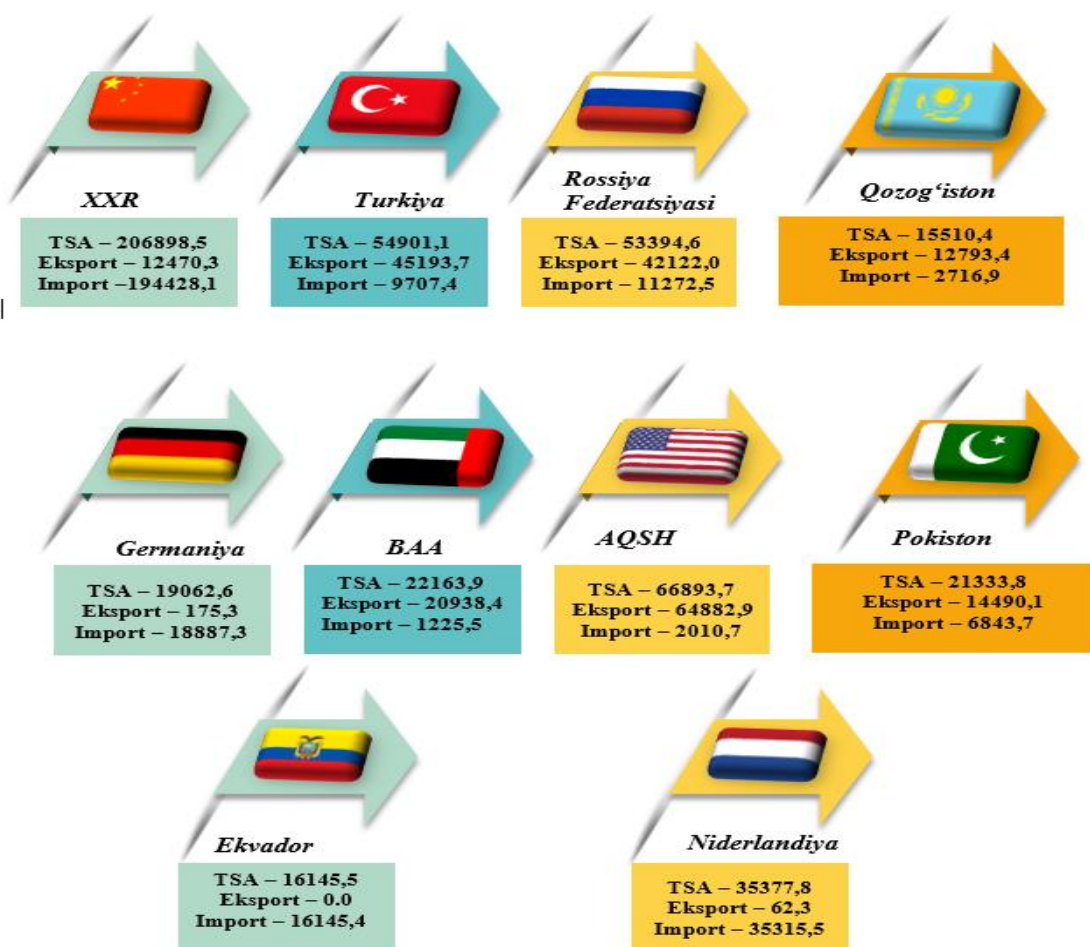 XXR
TSA – 206898,5
Eksport – 12470,3
Import –194428,1
Turkiya
TSA – 54901,1
Eksport – 45193,7
Import – 9707,4
Rossiya
Federatsiyasi
TSA – 53394,6
Eksport – 42122,0
Import – 11272,5
Qozog‘iston
TSA – 15510,4
Eksport – 12793,4
Import – 2716,9
Germaniya
TSA – 19062,6
Eksport – 175,3
Import – 18887,3
BAA
TSA – 22163,9
Eksport – 20938,4
Import – 1225,5
AQSH
TSA – 66893,7
Eksport – 64882,9
Import – 2010,7
Pokiston
TSA – 21333,8
Eksport – 14490,1
Import – 6843,7
Ekvador
TSA – 16145,5
Eksport – 0.0
Import – 16145,4
Niderlandiya
TSA – 35377,8
Eksport – 62,3
Import – 35315,5